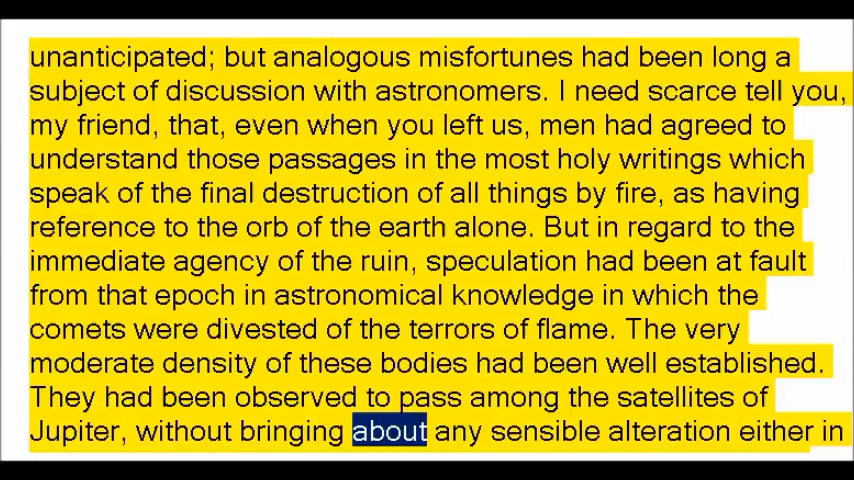 unanticipated; but analogous misfortunes had been long a
subject of discussion with astronomers. I need scarce tell you,
my friend, that, even when you left us, men had agreed to
understand those passages in the most holy writings which
speak of the final destruction of all things by fire, as having
reference to the orb of the earth alone. But in regard to the
immediate agency of the ruin, speculation had been at fault
from that epoch in astronomical knowledge in which the
comets were divested of the terrors of flame. The very
moderate density of these bodies had been well established.
They had been observed to pass among the satellites of
Jupiter, without bringing about any sensible alteration either in